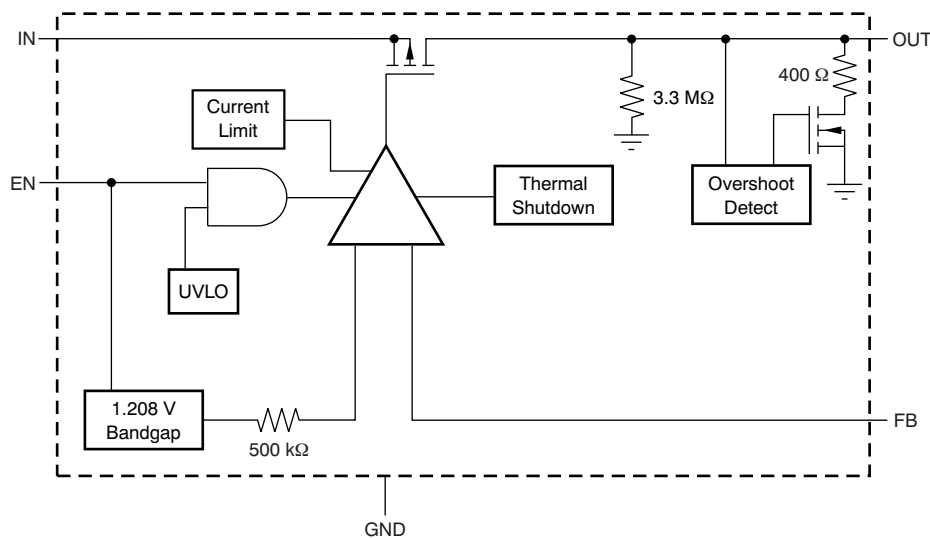 IN
OUT
400 Ω
3.3 MΩ
Current
Limit
EN
Thermal
Shutdown
Overshoot
Detect
UVLO
1.208 V
Bandgap
500 kΩ
FB
GND